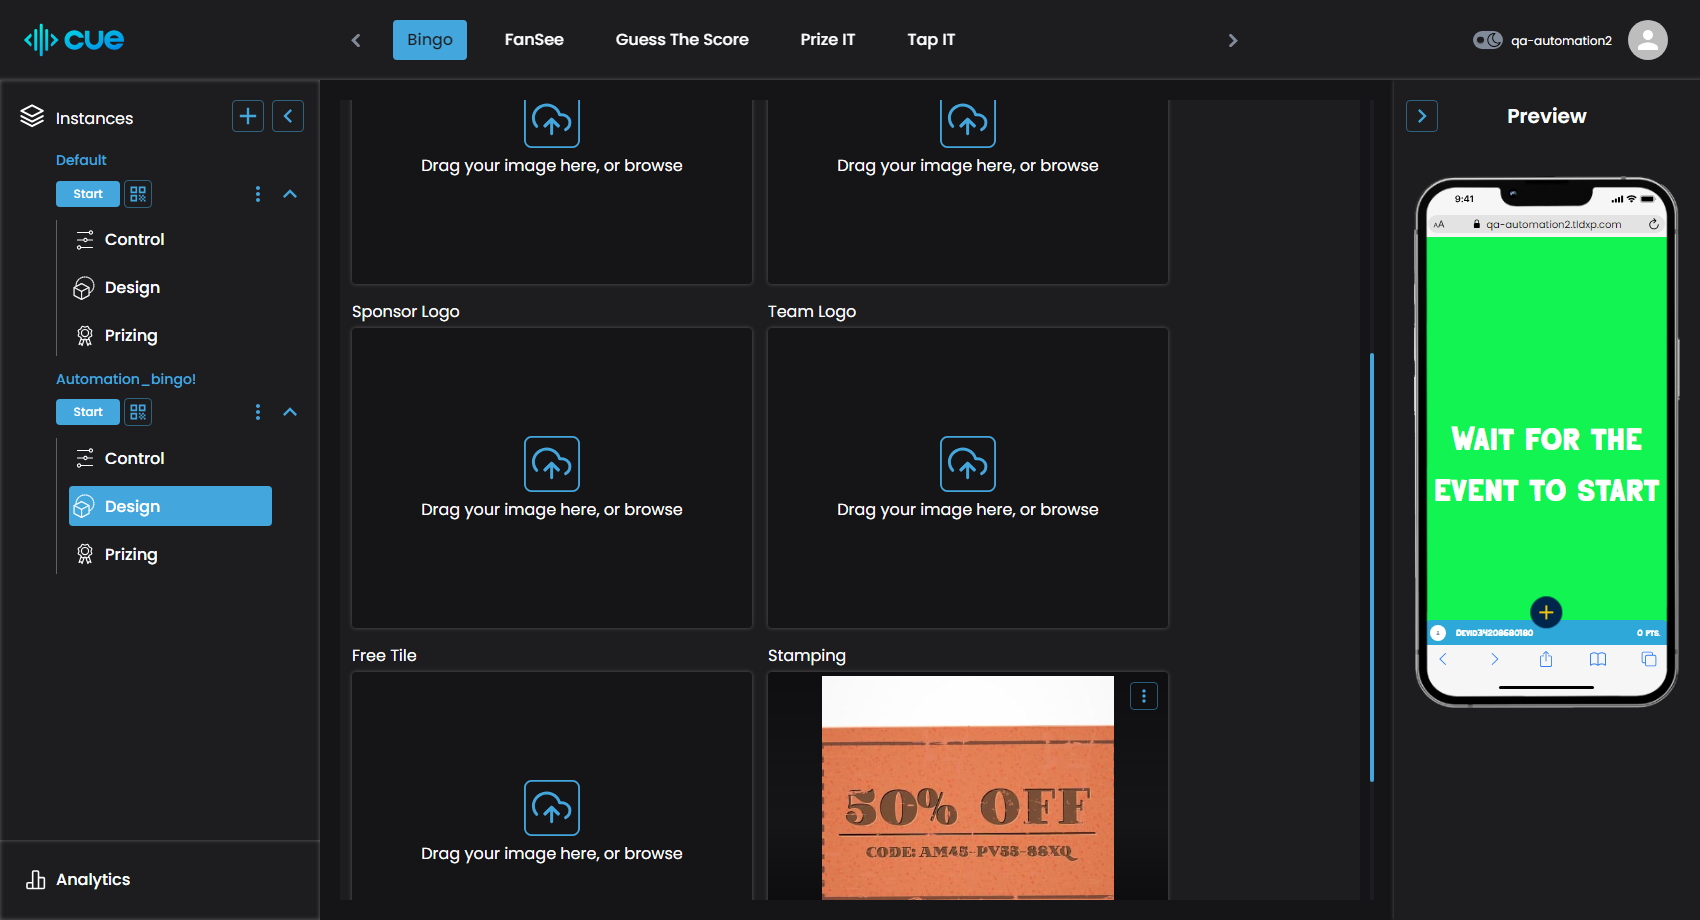 cue
Bingo
FanSee
Guess The Score
Prize IT
Tap IT
qa-automation2
Instances
Default
Start
Control
Design
Prizing
Automation_bingo!
Start
Control
Design
Prizing
Analytics
Drag your image here, or browse
Drag your image here, or browse
Sponsor Logo
Team Logo
Drag your image here, or browse
Drag your image here, or browse
Free Tile
Stamping
Drag your image here, or browse
50% OFF
CODE: AM45-PV33-88XQ
Preview
9:41
AA
qa-automation2.tldxp.com
WAIT FOR THE
EVENT TO START
0 PTS.